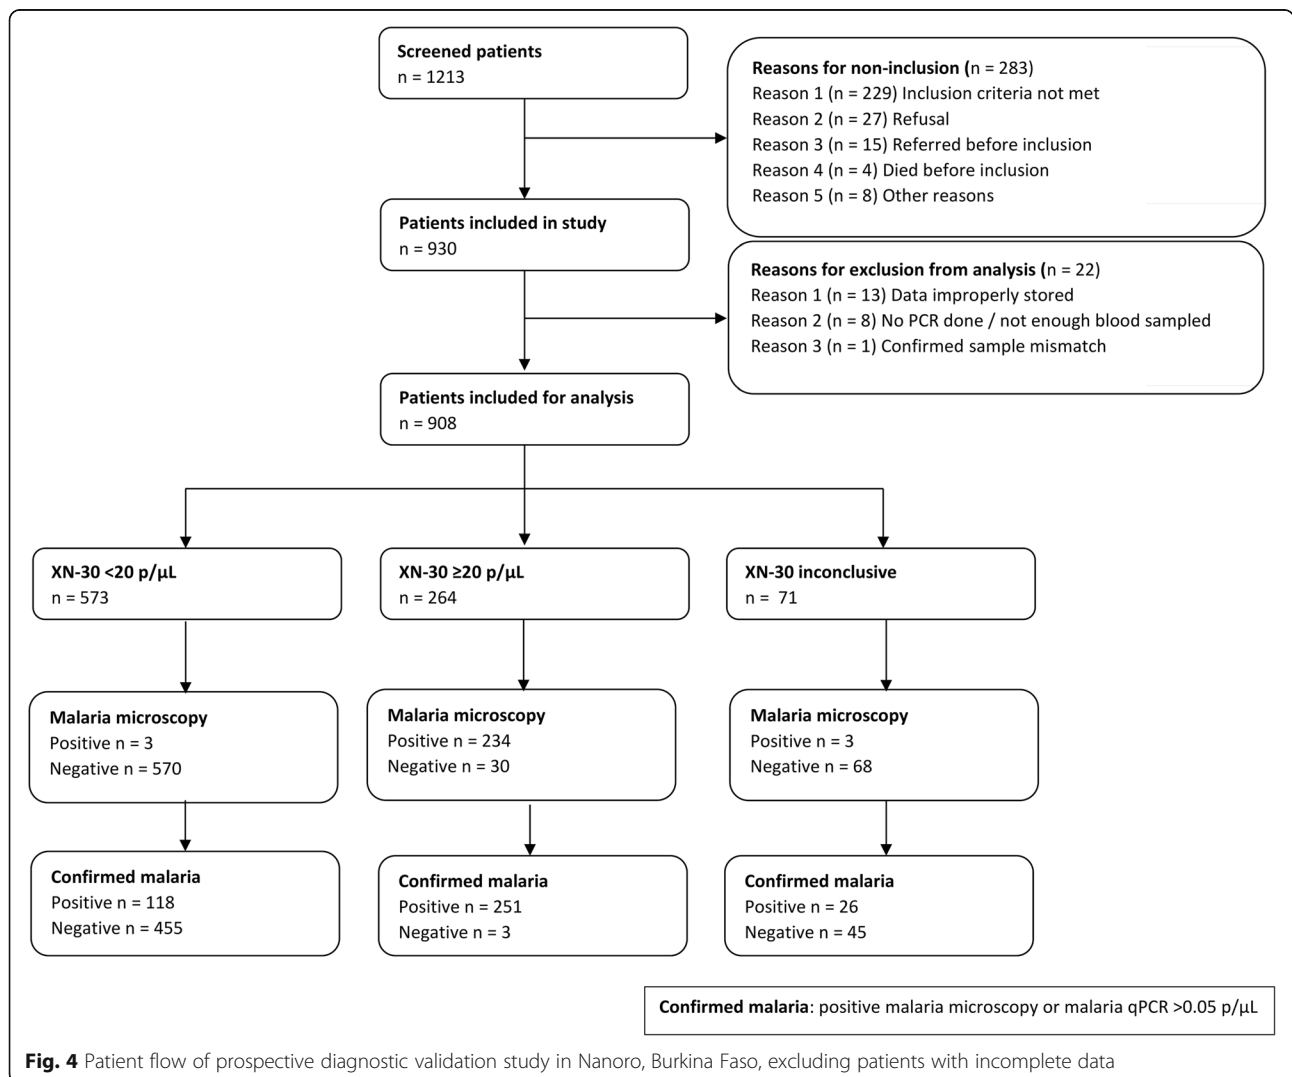 Screened patients
n = 1213
Reasons for non-inclusion (n = 283)
Reason 1 (n = 229) Inclusion criteria not met
Reason 2 (n = 27) Refusal
Reason 3 (n = 15) Referred before inclusion
Reason 4 (n = 4) Died before inclusion
Reason 5 (n = 8) Other reasons
Patients included in study
n = 930
Reasons for exclusion from analysis (n = 22)
Reason 1 (n = 13) Data improperly stored
Reason 2 (n = 8) No PCR done / not enough blood sampled
Reason 3 (n = 1) Confirmed sample mismatch
Patients included for analysis
n = 908
XN-30 <20 p/µL
n = 573
XN-30 ≥20 p/µL
n = 264
XN-30 inconclusive
n = 71
Malaria microscopy
Positive n = 3
Negative n = 570
Malaria microscopy
Positive n = 234
Negative n = 30
Malaria microscopy
Positive n = 3
Negative n = 68
Confirmed malaria
Positive n = 118
Negative n = 455
Confirmed malaria
Positive n = 251
Negative n = 3
Confirmed malaria
Positive n = 26
Negative n = 45
Confirmed malaria: positive malaria microscopy or malaria qPCR >0.05 p/µL
Fig. 4 Patient flow of prospective diagnostic validation study in Nanoro, Burkina Faso, excluding patients with incomplete data